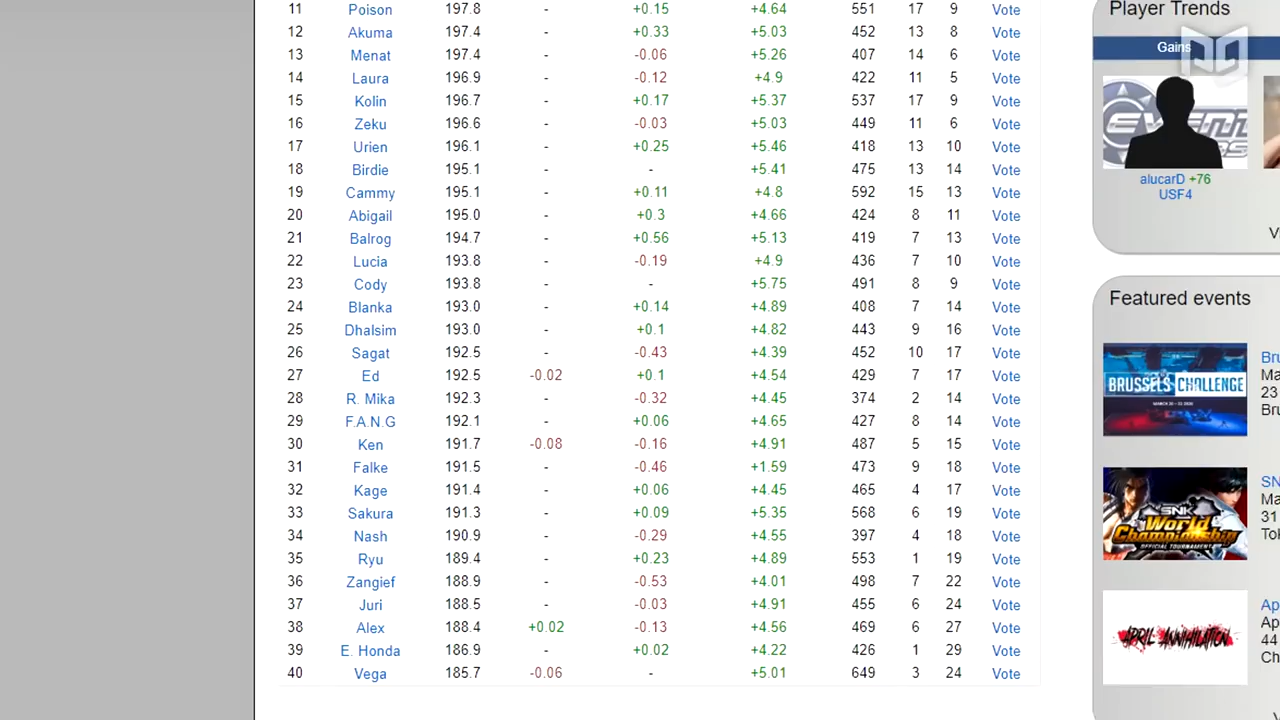 11 Poison 197.8 - +0.15 +4.64 551 17 9 Vote
12 Akuma 197.4 - +0.33 +5.03 452 13 8 Vote
13 Menat 197.4 - -0.06 +5.26 407 14 6 Vote
14 Laura 196.9 - -0.12 +4.9 422 11 5 Vote
15 Kolin 196.7 - +0.17 +5.37 537 17 9 Vote
16 Zeku 196.6 - -0.03 +5.03 449 11 6 Vote
17 Urien 196.1 - +0.25 +5.46 418 13 10 Vote
18 Birdie 195.1 - - +5.41 475 13 14 Vote
19 Cammy 195.1 - +0.11 +4.8 592 15 13 Vote
20 Abigail 195.0 - +0.3 +4.66 424 8 11 Vote
21 Balrog 194.7 - +0.56 +5.13 419 7 13 Vote
22 Lucia 193.8 - -0.19 +4.9 436 7 10 Vote
23 Cody 193.8 - - +5.75 491 8 9 Vote
24 Blanka 193.0 - +0.14 +4.89 408 7 14 Vote
25 Dhalsim 193.0 - +0.1 +4.82 443 9 16 Vote
26 Sagat 192.5 - -0.43 +4.39 452 10 17 Vote
27 Ed 192.5 -0.02 +0.1 +4.54 429 7 17 Vote
28 R. Mika 192.3 - -0.32 +4.45 374 2 14 Vote
29 F.A.N.G 192.1 - +0.06 +4.65 427 8 14 Vote
30 Ken 191.7 -0.08 -0.16 +4.91 487 5 15 Vote
31 Falke 191.5 - -0.46 +1.59 473 9 18 Vote
32 Kage 191.4 - +0.06 +4.45 465 4 17 Vote
33 Sakura 191.3 - +0.09 +5.35 568 6 19 Vote
34 Nash 190.9 - -0.29 +4.55 397 4 18 Vote
35 Ryu 189.4 - +0.23 +4.89 553 1 19 Vote
36 Zangief 188.9 - -0.53 +4.01 498 7 22 Vote
37 Juri 188.5 - -0.03 +4.91 455 6 24 Vote
38 Alex 188.4 +0.02 -0.13 +4.56 469 6 27 Vote
39 E. Honda 186.9 - +0.02 +4.22 426 1 29 Vote
40 Vega 185.7 -0.06 - +5.01 649 3 24 Vote
Player Trends
Gains
alucarD +76
USF4
Featured events
BRUSSELS CHALLENGE
Bru
Ma
23
Bru
SNK
World
Championship
OFFICIAL TOURNAMENT
SN
Ma
31
Tok
APRIL ANNIHILATION
Ap
Ap
44
Ch